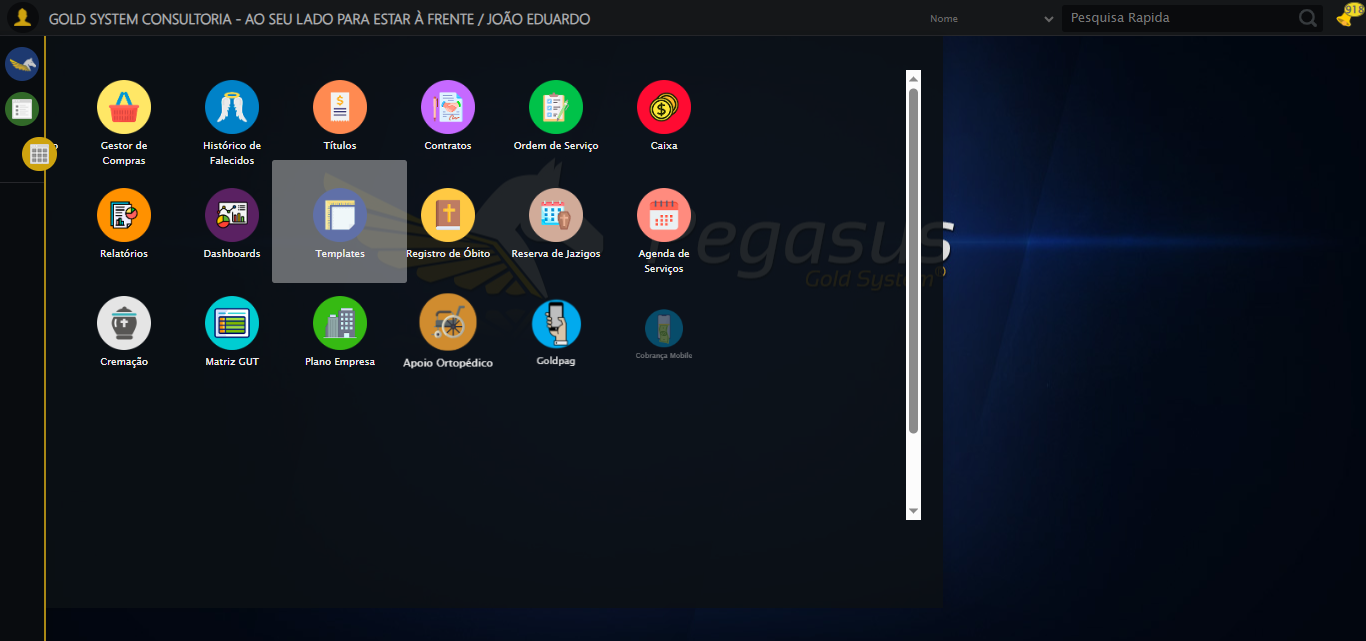 GOLD SYSTEM CONSULTORIA - AO SEU LADO PARA ESTAR À FRENTE / JOÃO EDUARDO
Nome
Pesquisa Rapida
918
Gestor de
Compras
Histórico de
Falecidos
Títulos
Contratos
Ordem de Serviço
Caixa
Relatórios
Dashboards
Templates
Registro de Óbito
Reserva de Jazigos
Agenda de
Serviços
Pegasus
Gold System
Cremação
Matriz GUT
Plano Empresa
Apoio Ortopédico
Goldpag
Cobrança Mobile